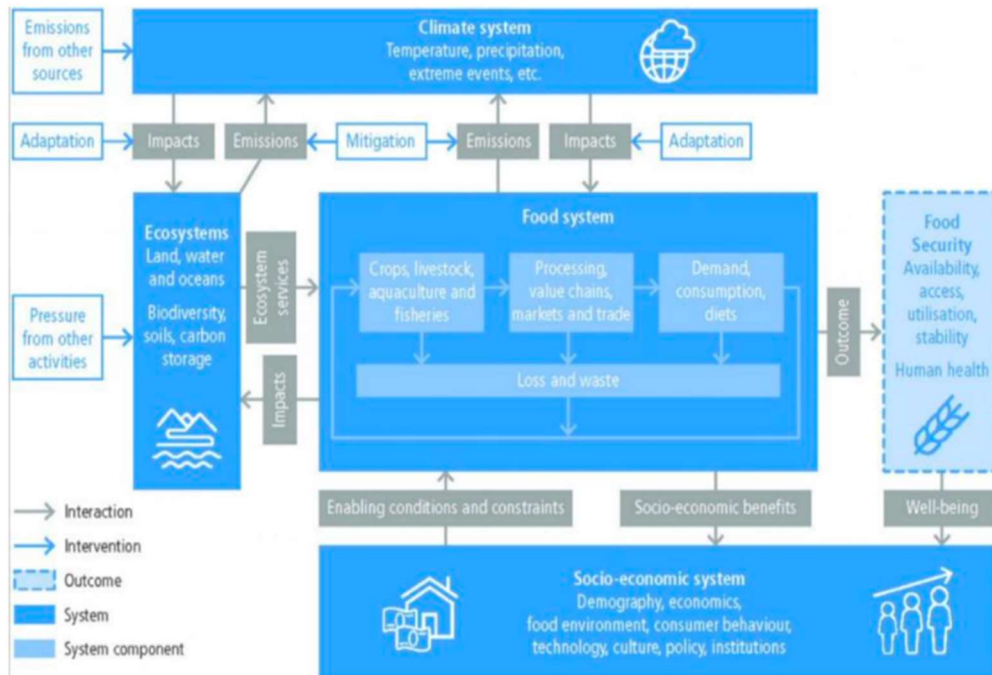 Emissions
from other
sources
Climate system
Temperature, precipitation,
extreme events, etc.
Adaptation
Impacts
Emissions
Mitigation
Emissions
Impacts
Adaptation
Ecosystems
Land, water
and oceans
Biodiversity,
soils, carbon
storage
Pressure
from other
activities
Ecosystem
services
Impacts
Food system
Crops, livestock,
aquaculture and
fisheries
Processing,
value chains,
markets and trade
Demand,
consumption,
diets
Loss and waste
Outcome
Food
Security
Availability,
access,
utilisation,
stability
Human health
Enabling conditions and constraints
Socio-economic benefits
Well-being
Interaction
Intervention
Outcome
System
System component
Socio-economic system
Demography, economics,
food environment, consumer behaviour,
technology, culture, policy, institutions